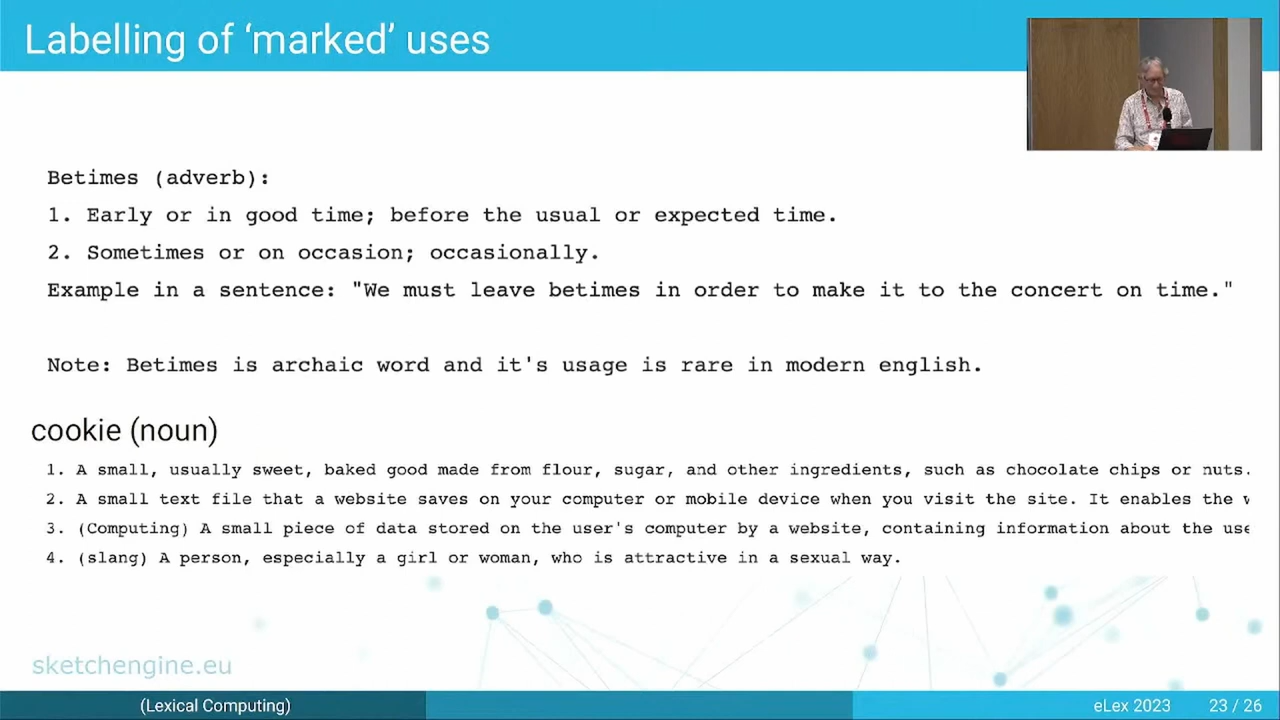 Labelling of ‘marked’ uses
Betimes (adverb):
1. Early or in good time; before the usual or expected time.
2. Sometimes or on occasion; occasionally.
Example in a sentence: "We must leave betimes in order to make it to the concert on time."
Note: Betimes is archaic word and it's usage is rare in modern english.
cookie (noun)
1. A small, usually sweet, baked good made from flour, sugar, and other ingredients, such as chocolate chips or nuts.
2. A small text file that a website saves on your computer or mobile device when you visit the site. It enables the
3. (Computing) A small piece of data stored on the user's computer by a website, containing information about the
4. (slang) A person, especially a girl or woman, who is attractive in a sexual way.
sketchengine.eu
(Lexical Computing)
eLex 2023
23 / 26